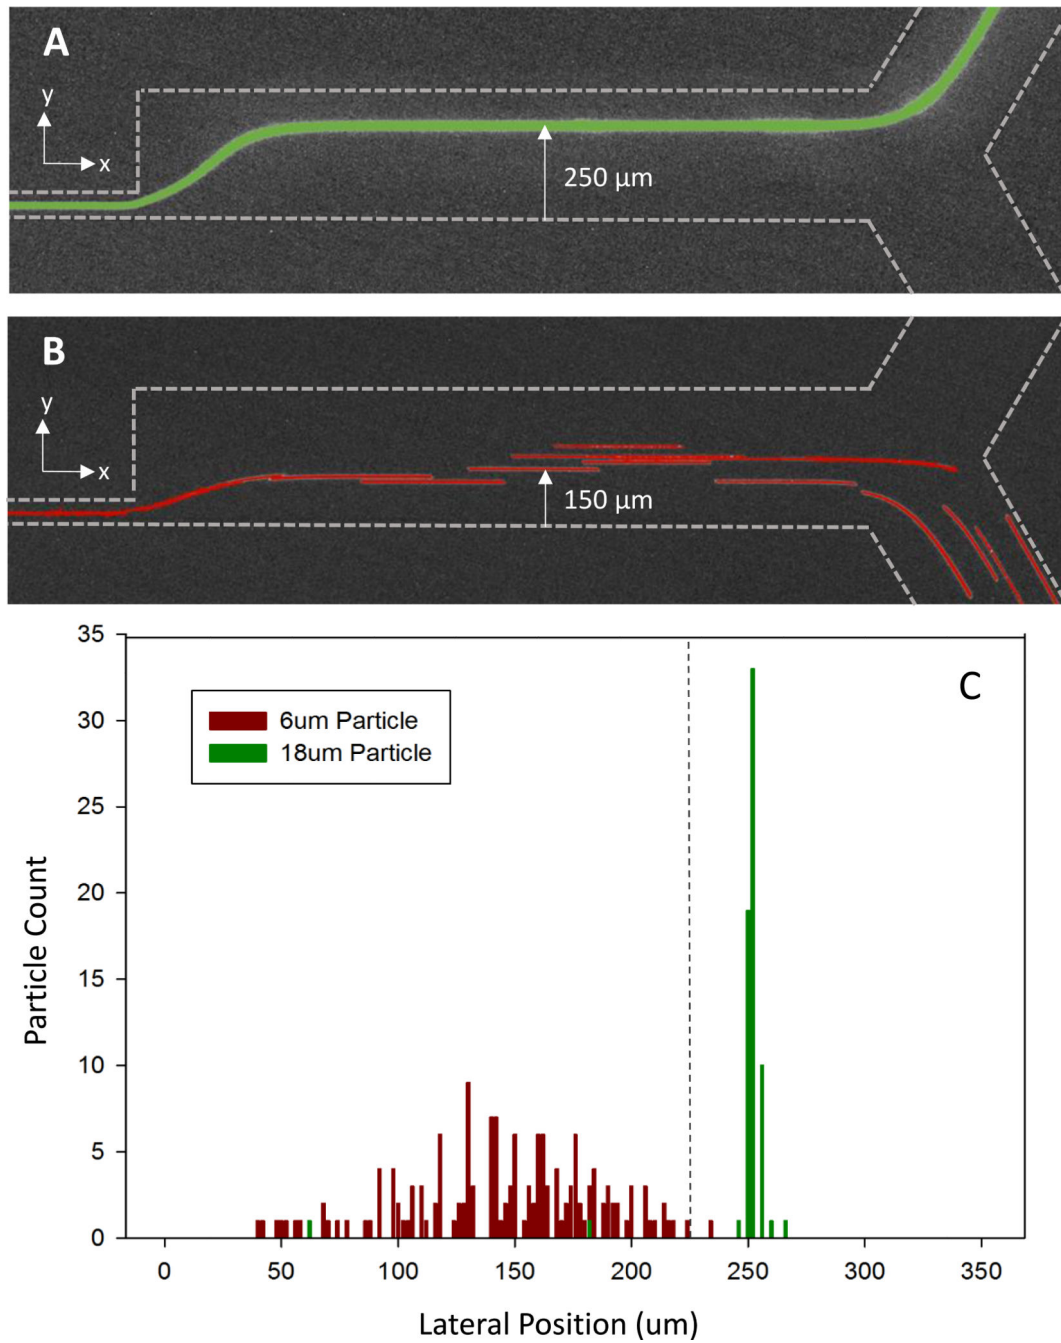 A
y
x
250 µm
B
y
x
150 µm
C
6um Particle
18um Particle
35
30
25
20
15
10
5
0
Particle Count
0 50 100 150 200 250 300 350
Lateral Position (um)